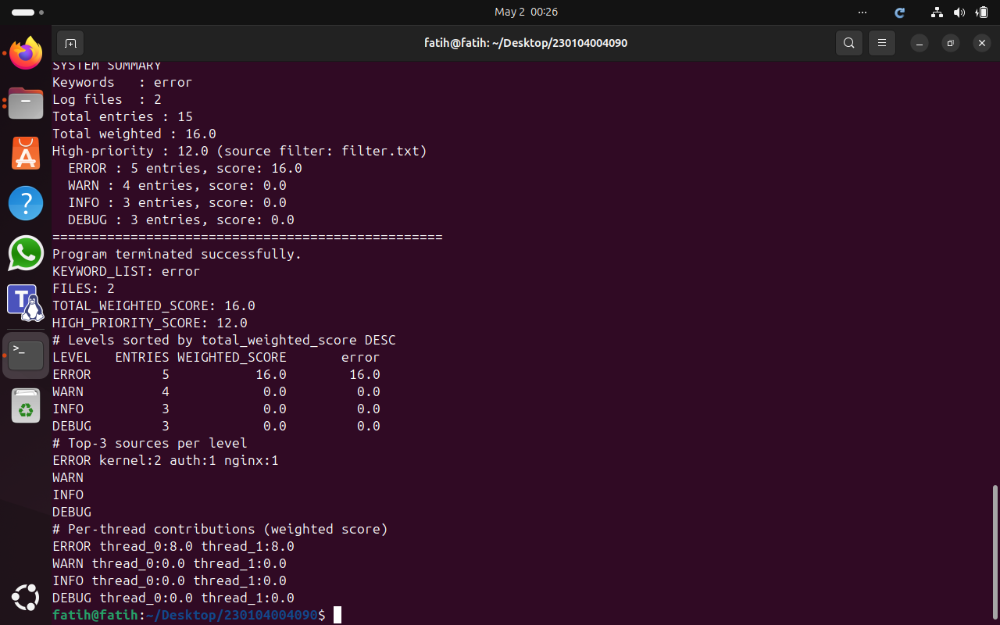 May 2 00:26
fatih@fatih: ~/Desktop/230104004090
SYSTEM SUMMARY
Keywords   : error
Log files  : 2
Total entries : 15
Total weighted : 16.0
High-priority : 12.0 (source filter: filter.txt)
  ERROR : 5 entries, score: 16.0
  WARN : 4 entries, score: 0.0
  INFO : 3 entries, score: 0.0
  DEBUG : 3 entries, score: 0.0
==================================================
Program terminated successfully.
KEYWORD_LIST: error
FILES: 2
TOTAL_WEIGHTED_SCORE: 16.0
HIGH_PRIORITY_SCORE: 12.0
# Levels sorted by total_weighted_score DESC
LEVEL   ENTRIES WEIGHTED_SCORE       error
ERROR         5           16.0        16.0
WARN          4            0.0         0.0
INFO          3            0.0         0.0
DEBUG         3            0.0         0.0
# Top-3 sources per level
ERROR kernel:2 auth:1 nginx:1
WARN
INFO
DEBUG
# Per-thread contributions (weighted score)
ERROR thread_0:8.0 thread_1:8.0
WARN thread_0:0.0 thread_1:0.0
INFO thread_0:0.0 thread_1:0.0
DEBUG thread_0:0.0 thread_1:0.0
fatih@fatih:~/Desktop/230104004090$